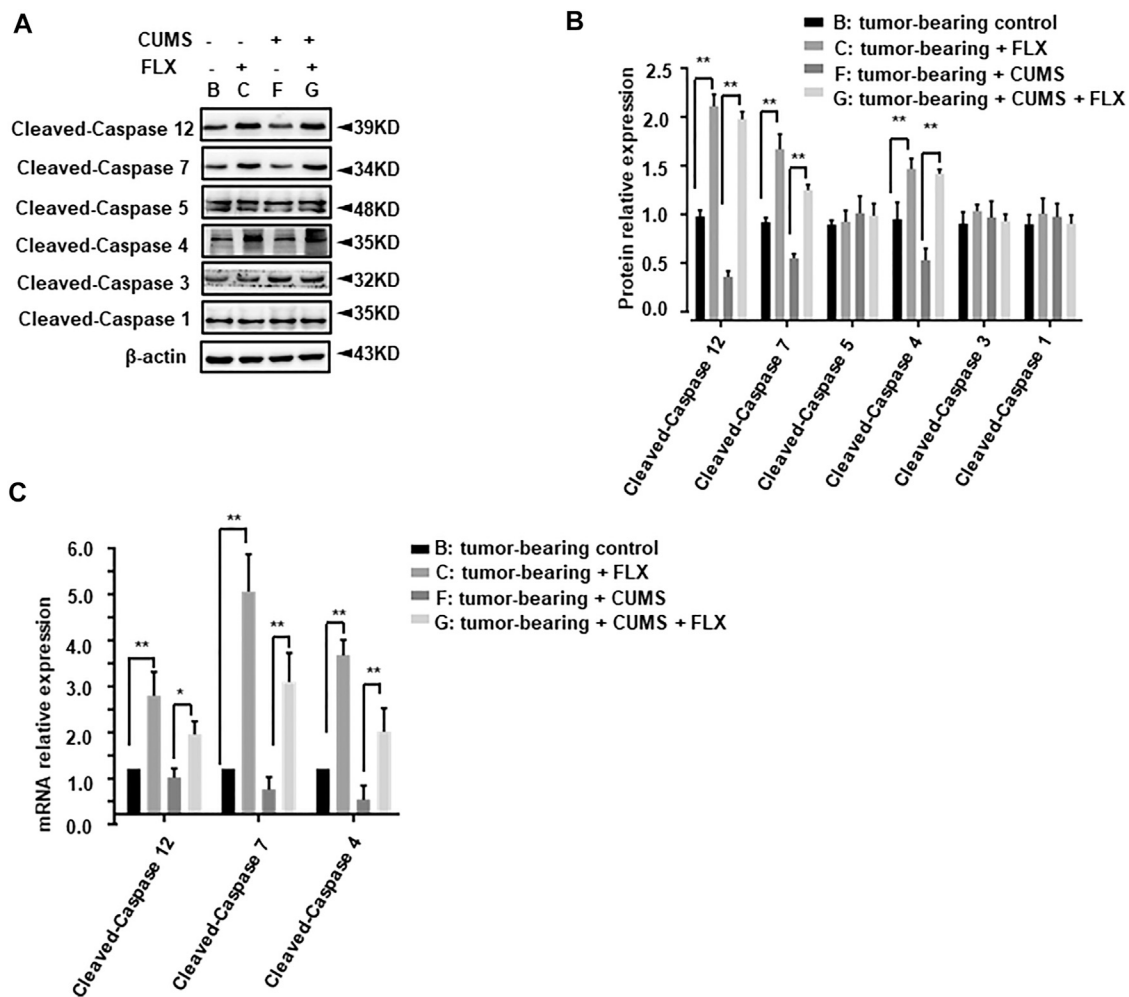 A
CUMS - - + +
FLX - + - +
B C F G
Cleaved-Caspase 12 39KD
Cleaved-Caspase 7 34KD
Cleaved-Caspase 5 48KD
Cleaved-Caspase 4 35KD
Cleaved-Caspase 3 32KD
Cleaved-Caspase 1 35KD
β-actin 43KD
B
B: tumor-bearing control
C: tumor-bearing + FLX
F: tumor-bearing + CUMS
G: tumor-bearing + CUMS + FLX
Protein relative expression
2.5
2.0
1.5
1.0
0.5
0.0
** ** ** ** ** **
Cleaved-Caspase 12
Cleaved-Caspase 7
Cleaved-Caspase 5
Cleaved-Caspase 4
Cleaved-Caspase 3
Cleaved-Caspase 1
C
B: tumor-bearing control
C: tumor-bearing + FLX
F: tumor-bearing + CUMS
G: tumor-bearing + CUMS + FLX
mRNA relative expression
6.0
5.0
4.0
3.0
2.0
1.0
0.0
** * ** ** ** **
Cleaved-Caspase 12
Cleaved-Caspase 7
Cleaved-Caspase 4